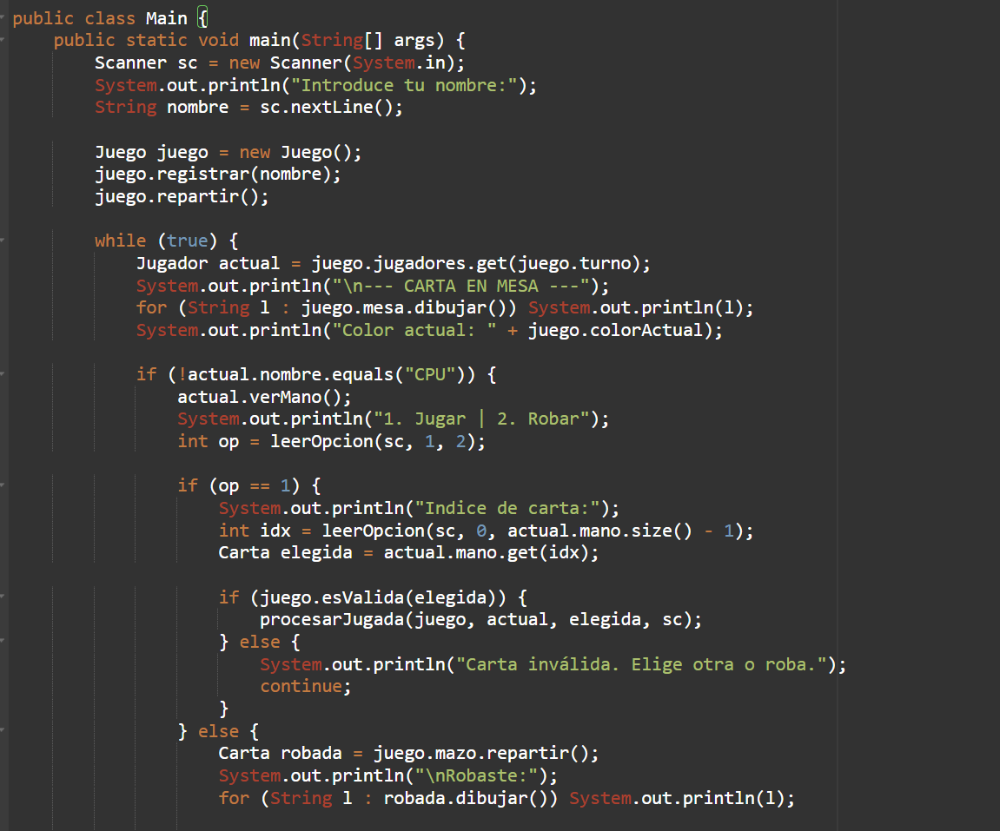 public class Main {
    public static void main(String[] args) {
        Scanner sc = new Scanner(System.in);
        System.out.println("Introduce tu nombre:");
        String nombre = sc.nextLine();

        Juego juego = new Juego();
        juego.registrar(nombre);
        juego.repartir();

        while (true) {
            Jugador actual = juego.jugadores.get(juego.turno);
            System.out.println("\n--- CARTA EN MESA ---");
            for (String l : juego.mesa.dibujar()) System.out.println(l);
            System.out.println("Color actual: " + juego.colorActual);

            if (!actual.nombre.equals("CPU")) {
                actual.verMano();
                System.out.println("1. Jugar | 2. Robar");
                int op = leerOpcion(sc, 1, 2);

                if (op == 1) {
                    System.out.println("Indice de carta:");
                    int idx = leerOpcion(sc, 0, actual.mano.size() - 1);
                    Carta elegida = actual.mano.get(idx);

                    if (juego.esValida(elegida)) {
                        procesarJugada(juego, actual, elegida, sc);
                    } else {
                        System.out.println("Carta inválida. Elige otra o roba.");
                        continue;
                    }
                } else {
                    Carta robada = juego.mazo.repartir();
                    System.out.println("\nRobaste:");
                    for (String l : robada.dibujar()) System.out.println(l);